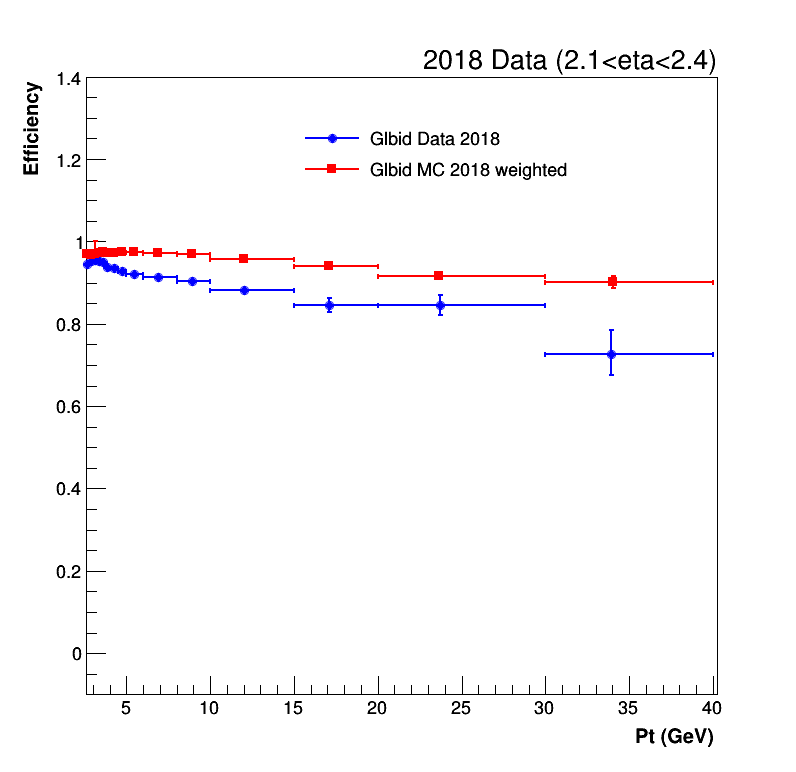 2018 Data (2.1<eta<2.4)
Efficiency
1.4
1.2
1
0.8
0.6
0.4
0.2
0
Glbid Data 2018
Glbid MC 2018 weighted
5 10 15 20 25 30 35 40
Pt (GeV)